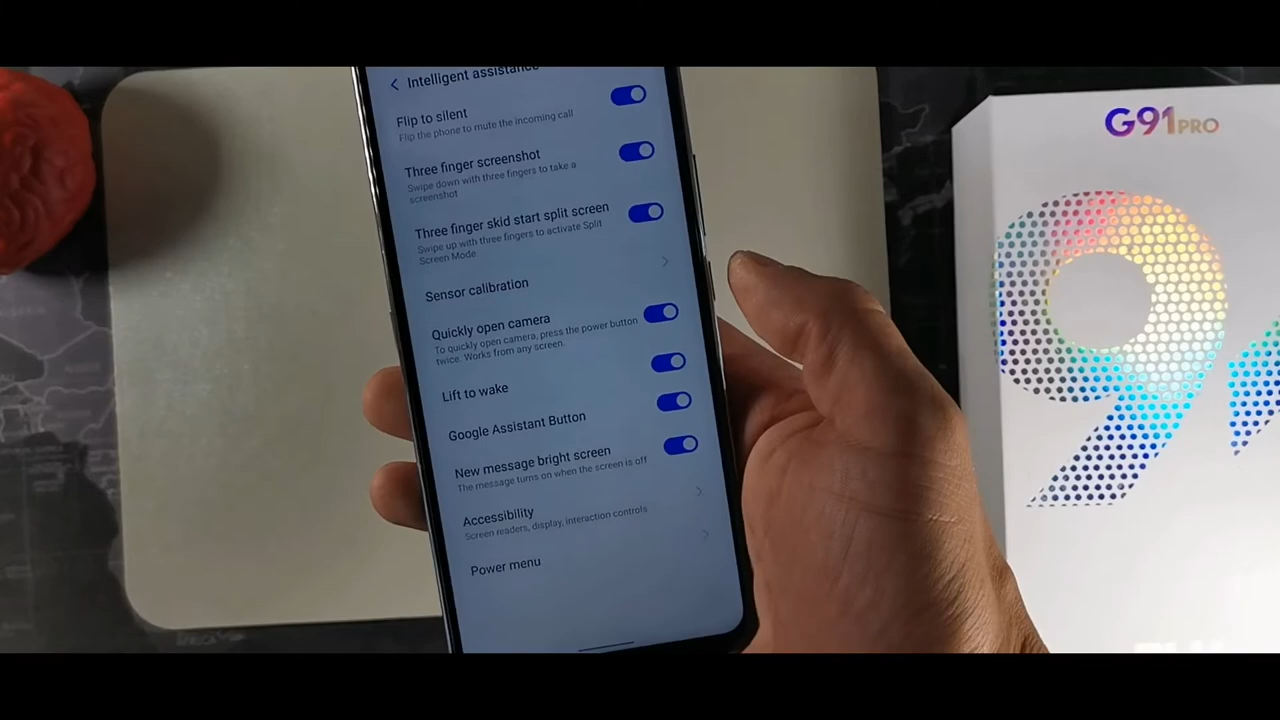 Intelligent assistance
Flip to silent
Flip the phone to mute the incoming call
Three finger screenshot
Swipe down with three fingers to take a
screenshot
Three finger skid start split screen
Swipe up with three fingers to activate Split
Screen Mode
Sensor calibration
Quickly open camera
To quickly open camera, press the power button
twice. Works from any screen.
Lift to wake
Google Assistant Button
New message bright screen
The message turns on when the screen is off
Accessibility
Screen readers, display, interaction controls
Power menu
G91PRO
91